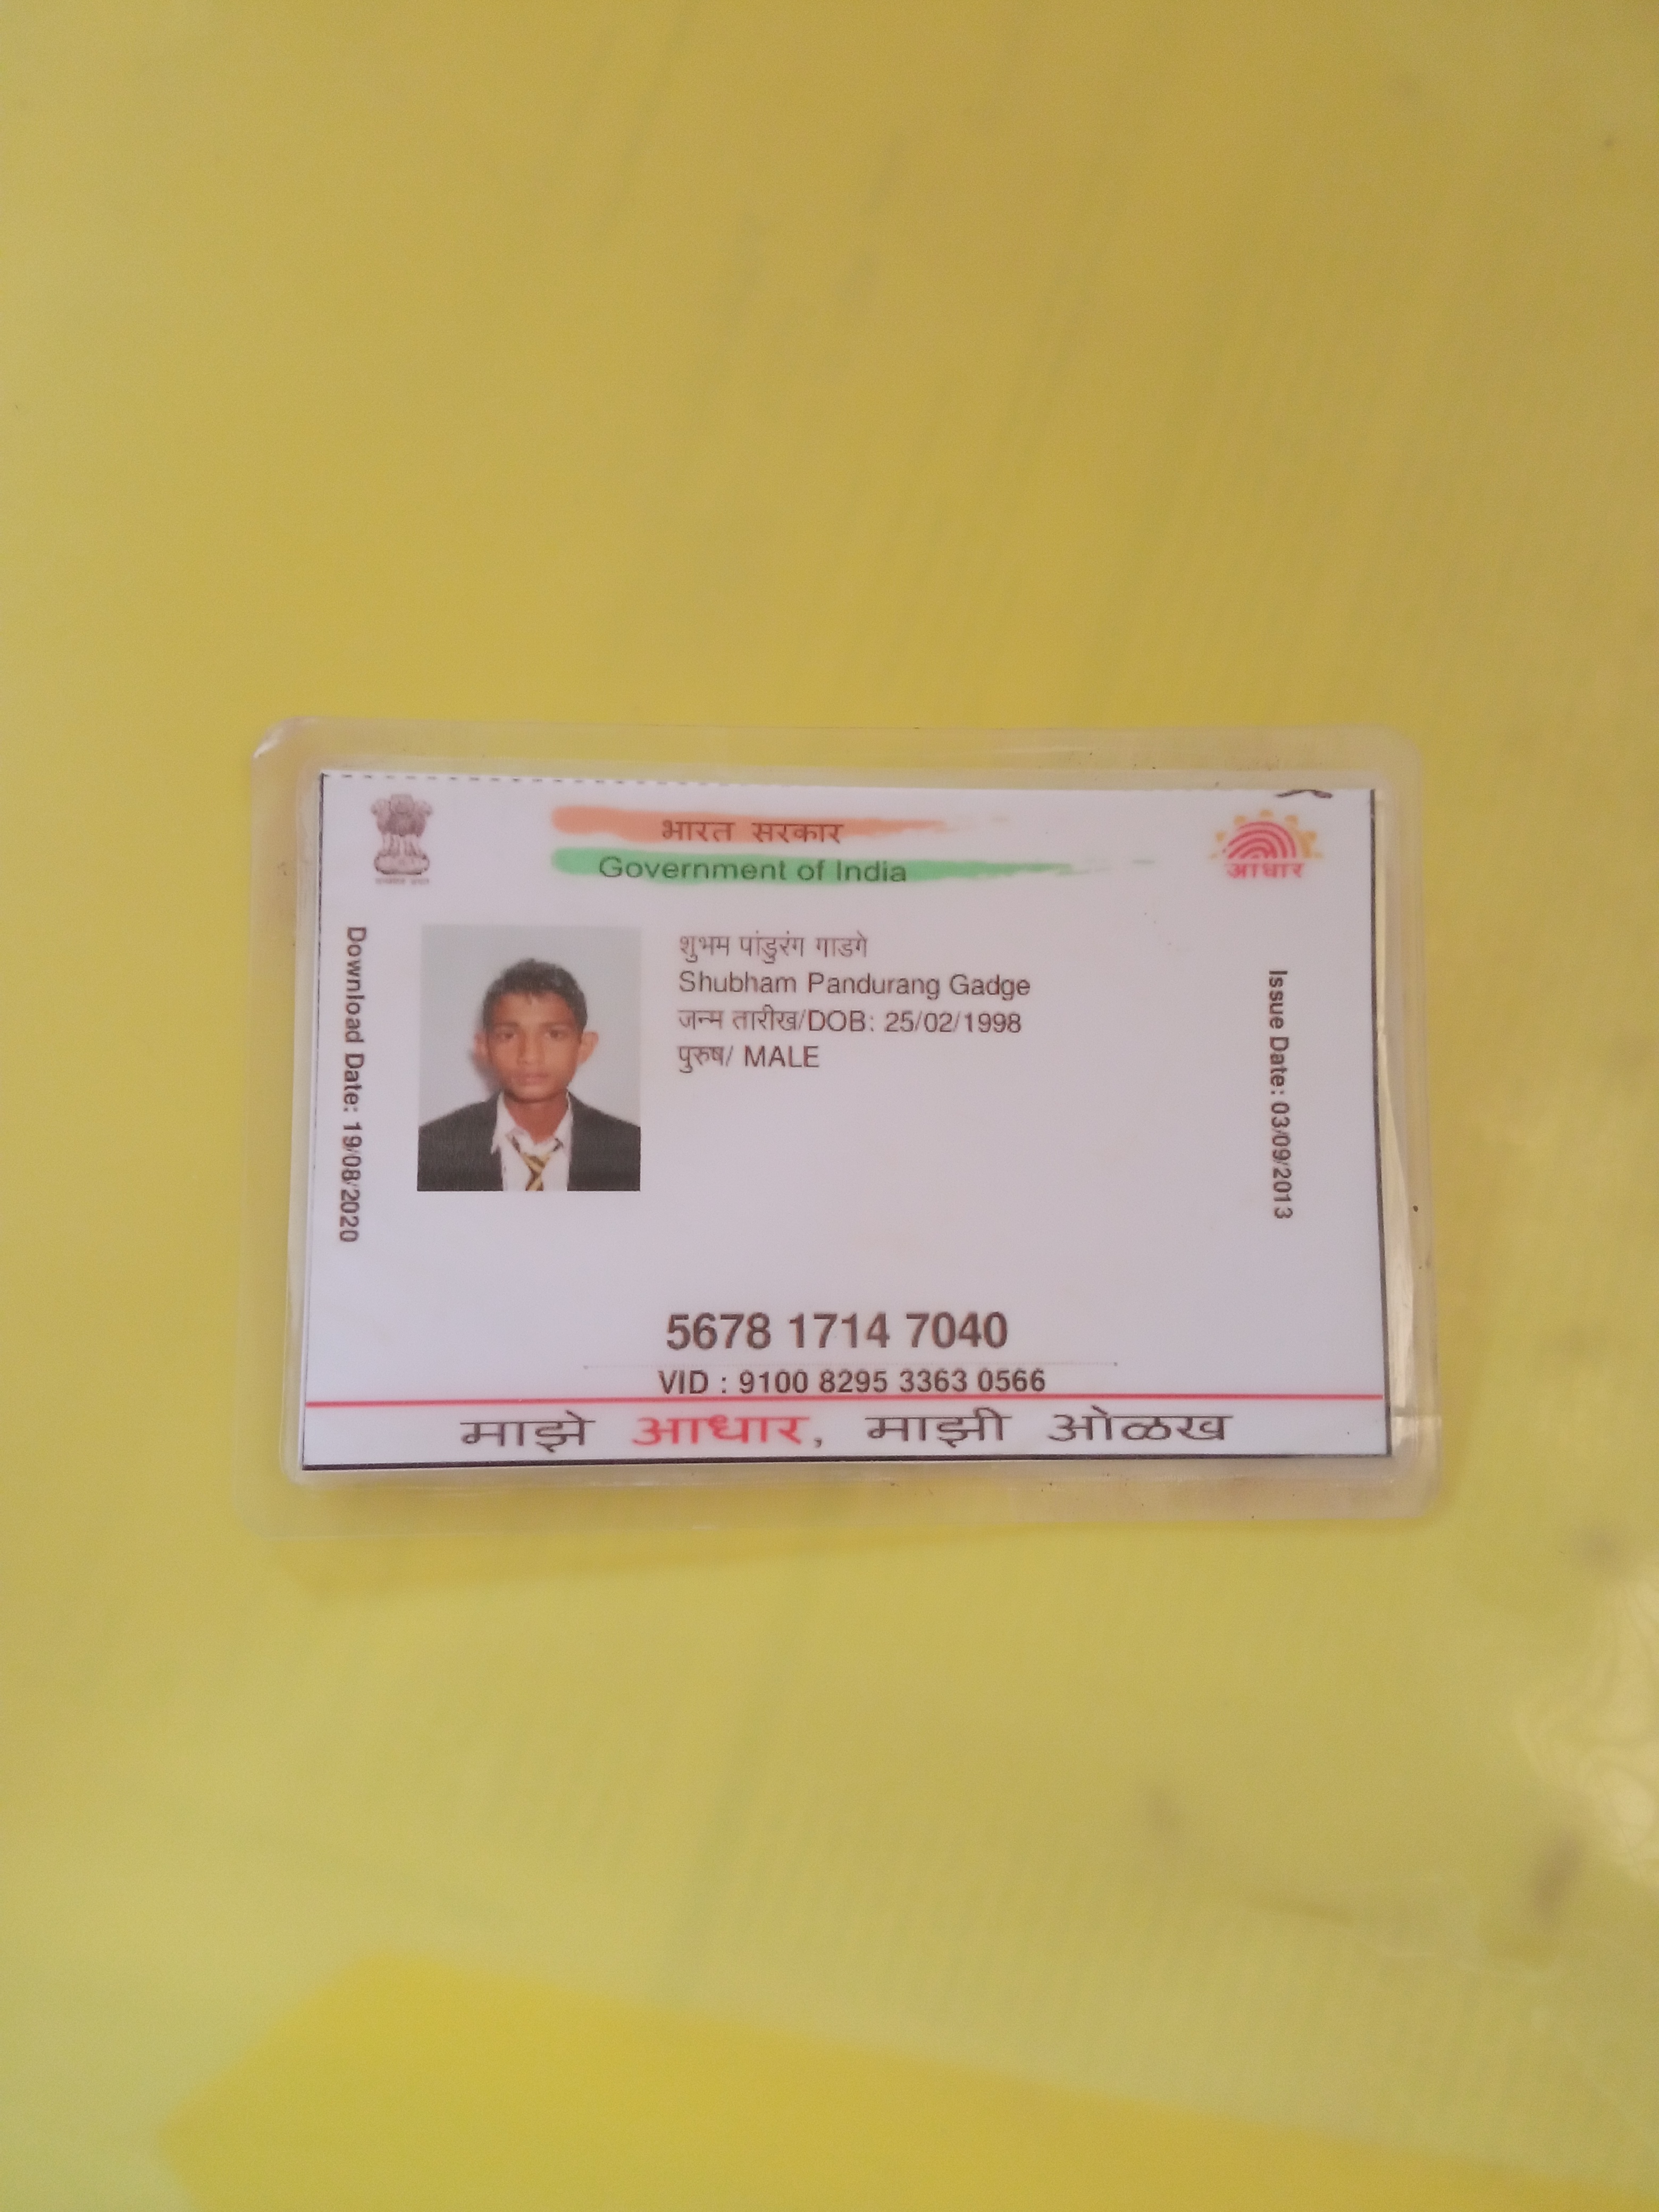 भारत सरकार
Government of India
आधार
Download Date: 19/08/2020
शुभम पांडुरंग गाडगे
Shubham Pandurang Gadge
जन्म तारीख/DOB: 25/02/1998
पुरुष/ MALE
Issue Date: 03/09/2013
5678 1714 7040
VID : 9100 8295 3363 0566
माझे आधार, माझी ओळख